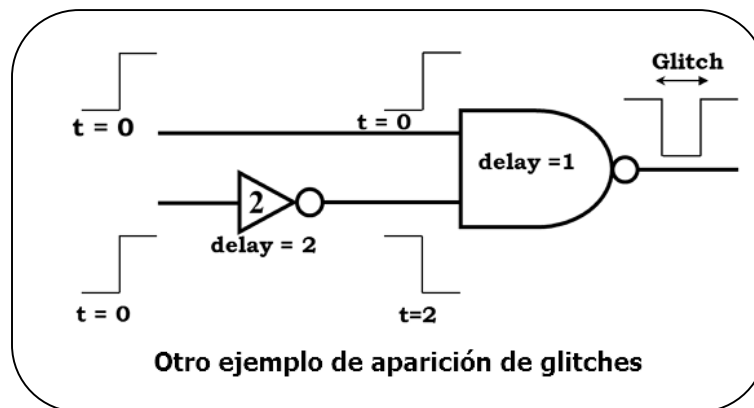 Glitch
t = 0
t = 0
delay =1
2
delay = 2
t = 0
t=2
Otro ejemplo de aparición de glitches